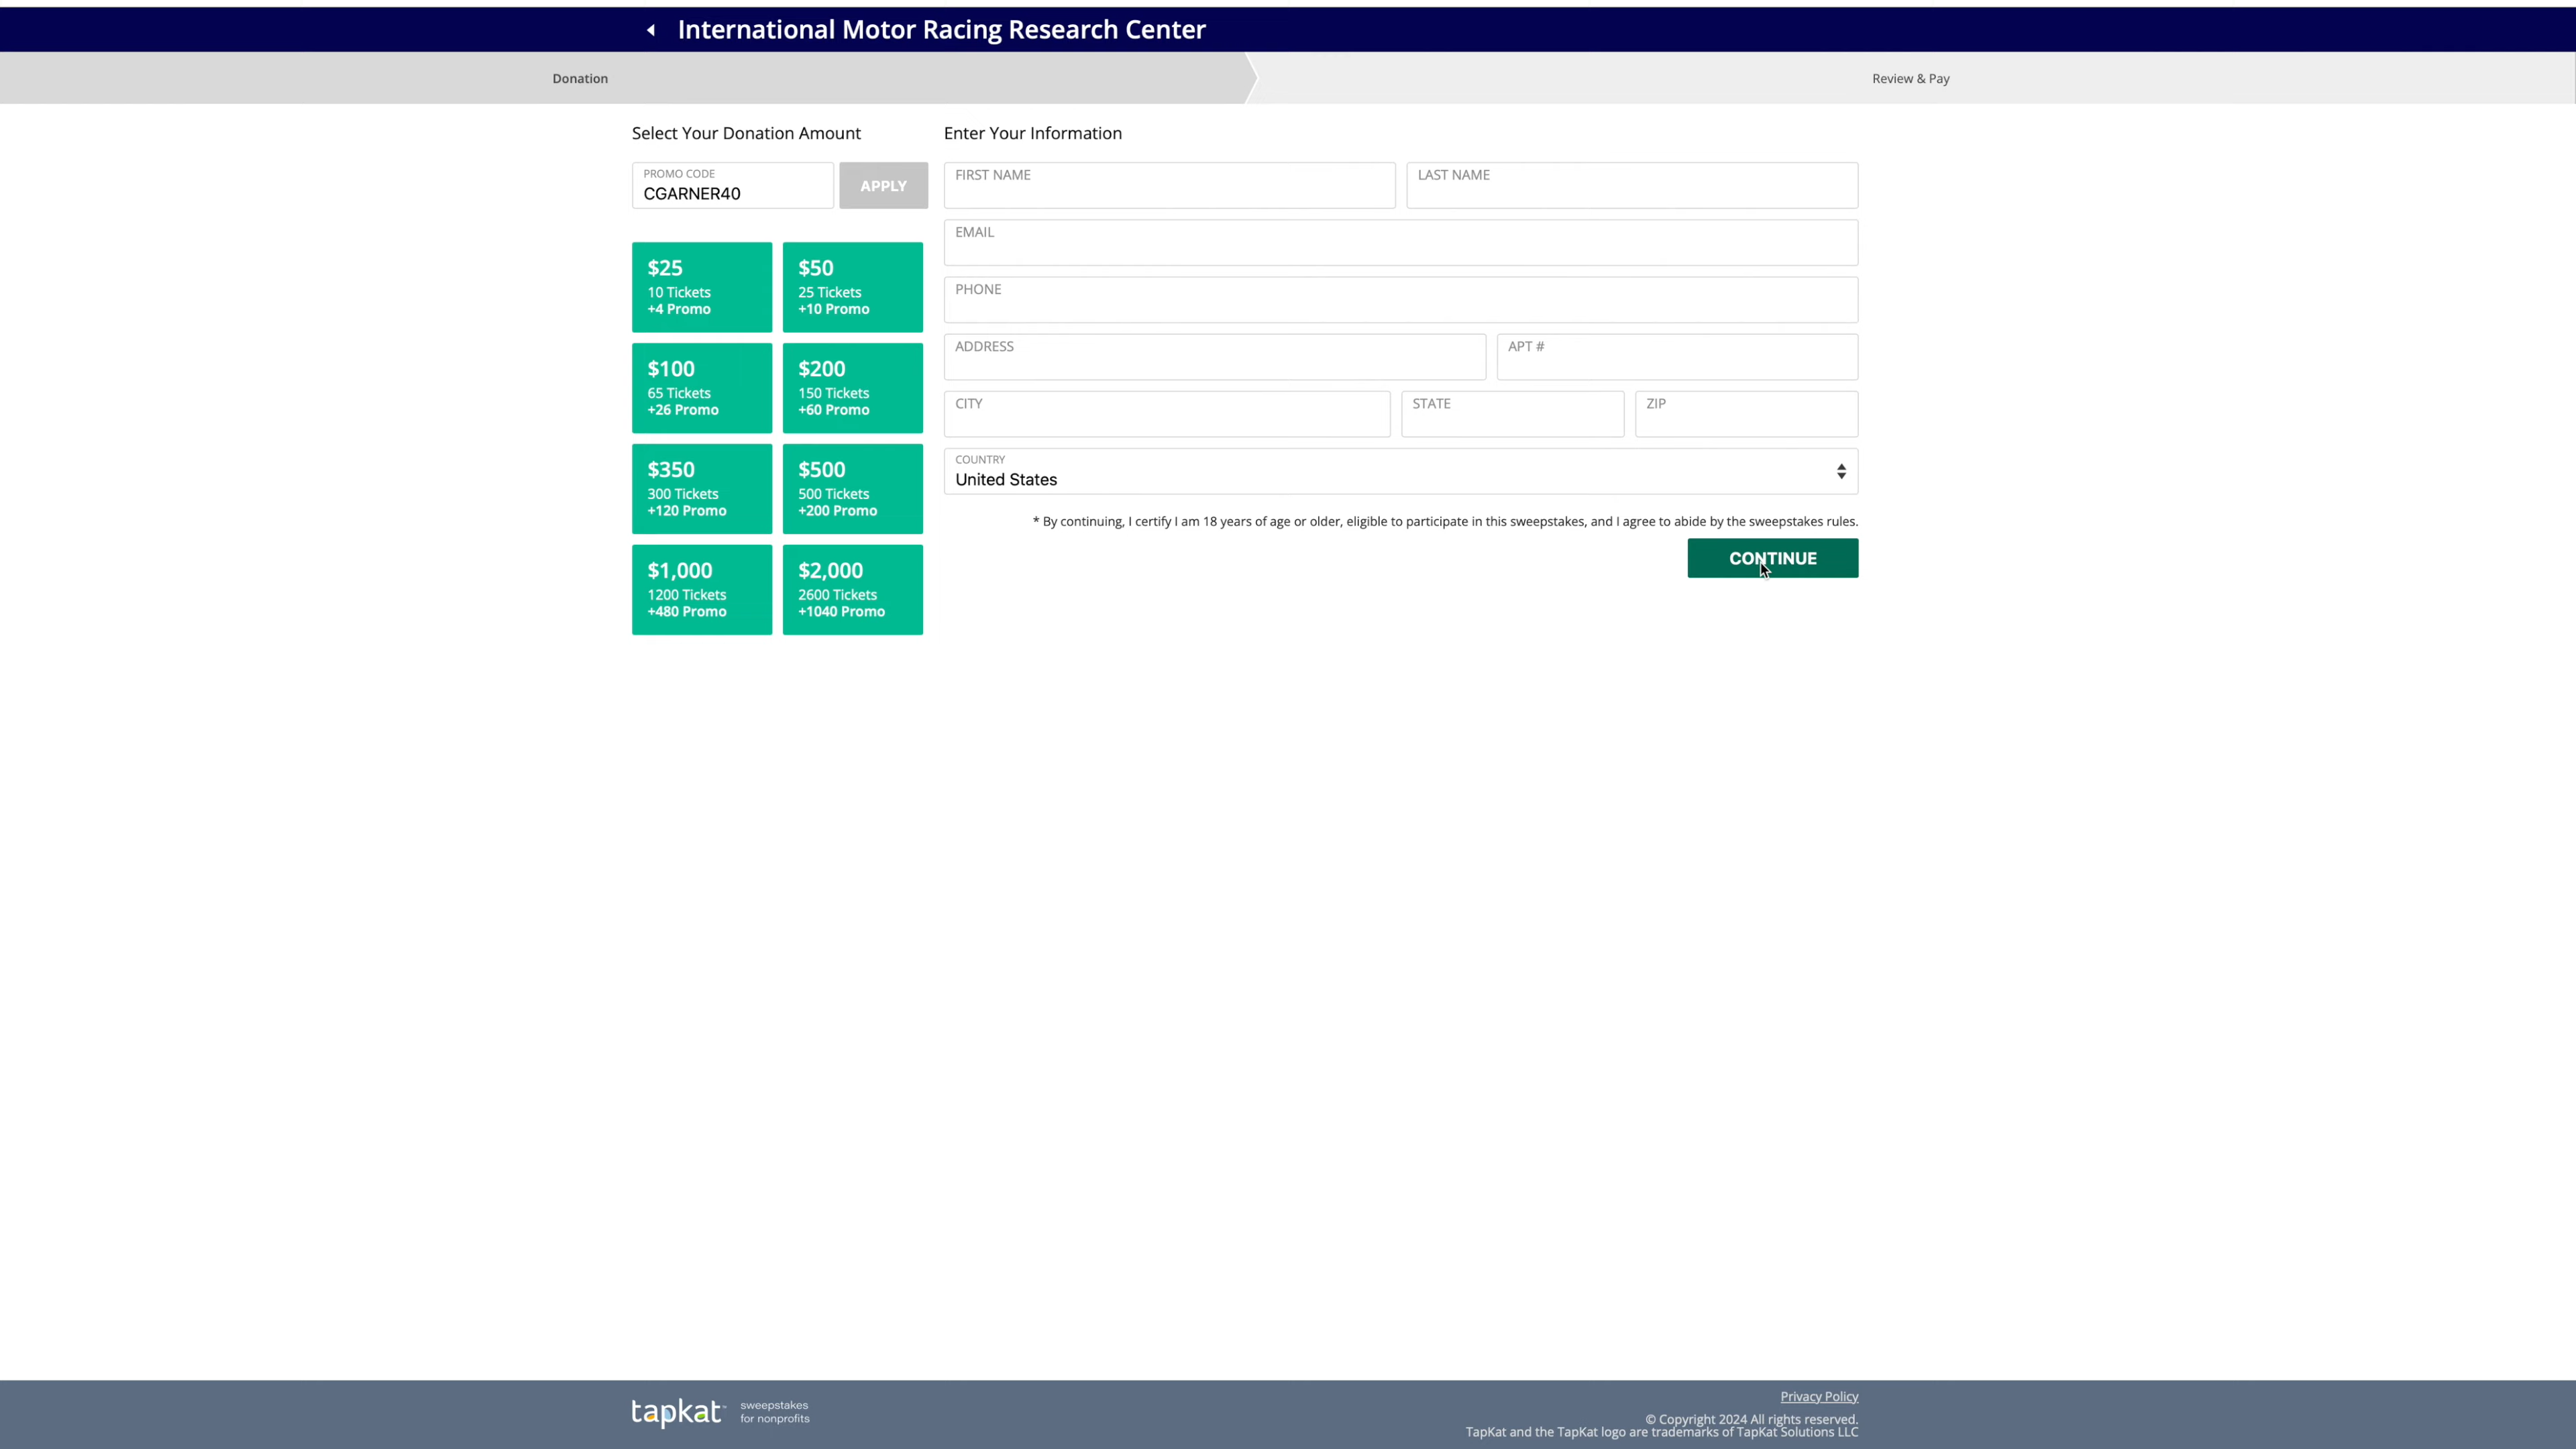 International Motor Racing Research Center
Donation
Review & Pay
Select Your Donation Amount
PROMO CODE
CGARNER40
APPLY
$25
10 Tickets
+4 Promo
$50
25 Tickets
+10 Promo
$100
65 Tickets
+26 Promo
$200
150 Tickets
+60 Promo
$350
300 Tickets
+120 Promo
$500
500 Tickets
+200 Promo
$1,000
1200 Tickets
+480 Promo
$2,000
2600 Tickets
+1040 Promo
Enter Your Information
FIRST NAME
LAST NAME
EMAIL
PHONE
ADDRESS
APT #
CITY
STATE
ZIP
COUNTRY
United States
* By continuing, I certify I am 18 years of age or older, eligible to participate in this sweepstakes, and I agree to abide by the sweepstakes rules.
CONTINUE
tapkat
sweepstakes
for nonprofits
Privacy Policy
© Copyright 2024 All rights reserved.
TapKat and the TapKat logo are trademarks of TapKat Solutions LLC